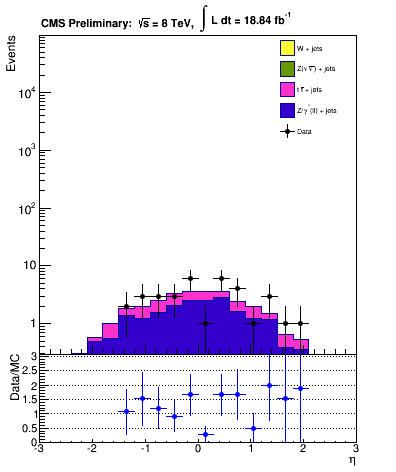 CMS Preliminary: √s = 8 TeV, ∫ L dt = 18.84 fb⁻¹
Events
W + jets
Z(ν ν̅) + jets
t t̅ + jets
Z/γ*(ll) + jets
Data
10⁴
10³
10²
10
1
Data/MC
3
2.5
2
1.5
1
0.5
0
-3 -2 -1 0 1 2 3
η